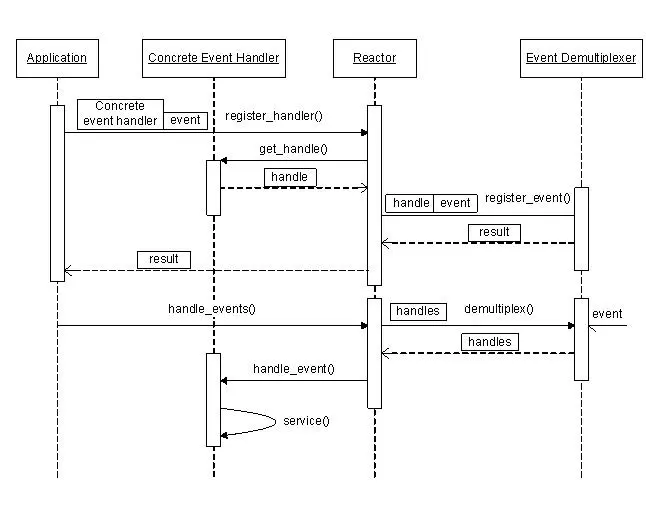 Application
Concrete Event Handler
Reactor
Event Demultiplexer
Concrete
event handler
event
register_handler()
get_handle()
handle
handle
event
register_event()
result
result
handle_events()
handles
demultiplex()
event
handles
handle_event()
service()